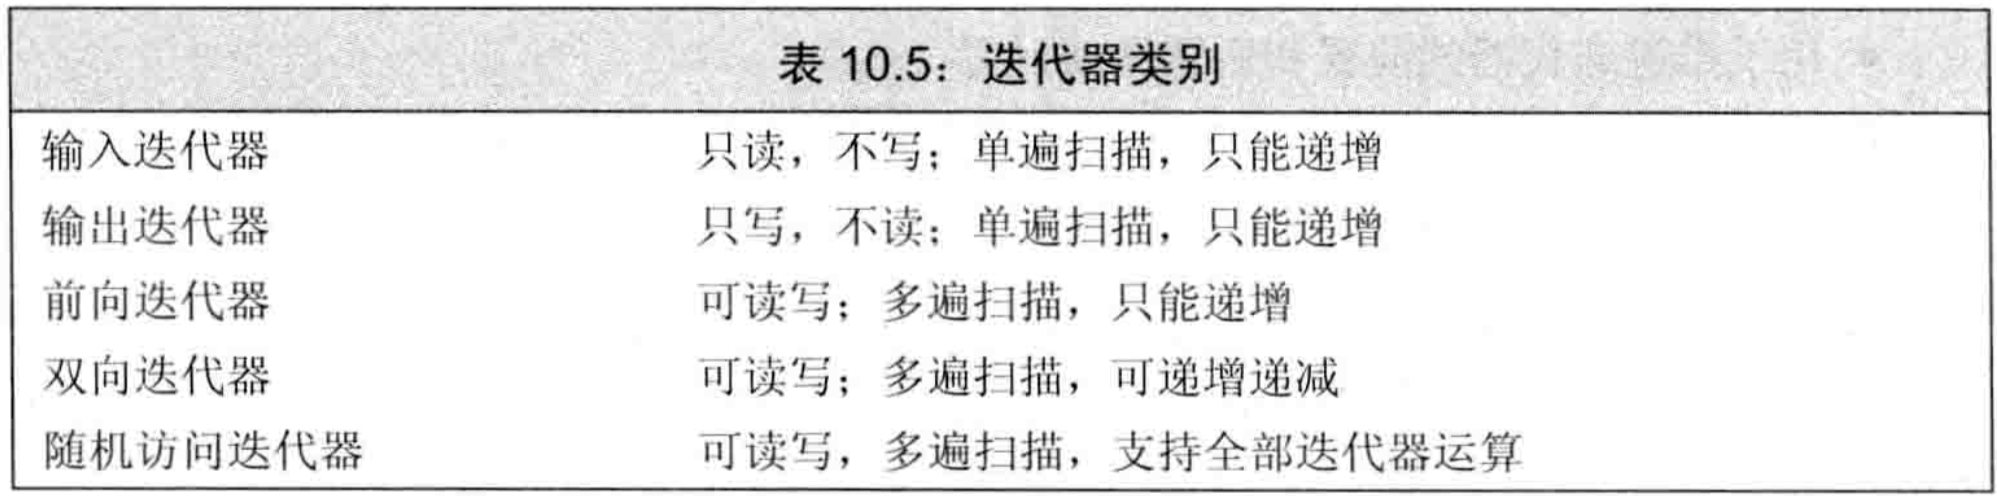 表 10.5：迭代器类别
输入迭代器 只读，不写；单遍扫描，只能递增
输出迭代器 只写，不读；单遍扫描，只能递增
前向迭代器 可读写；多遍扫描，只能递增
双向迭代器 可读写；多遍扫描，可递增递减
随机访问迭代器 可读写，多遍扫描，支持全部迭代器运算